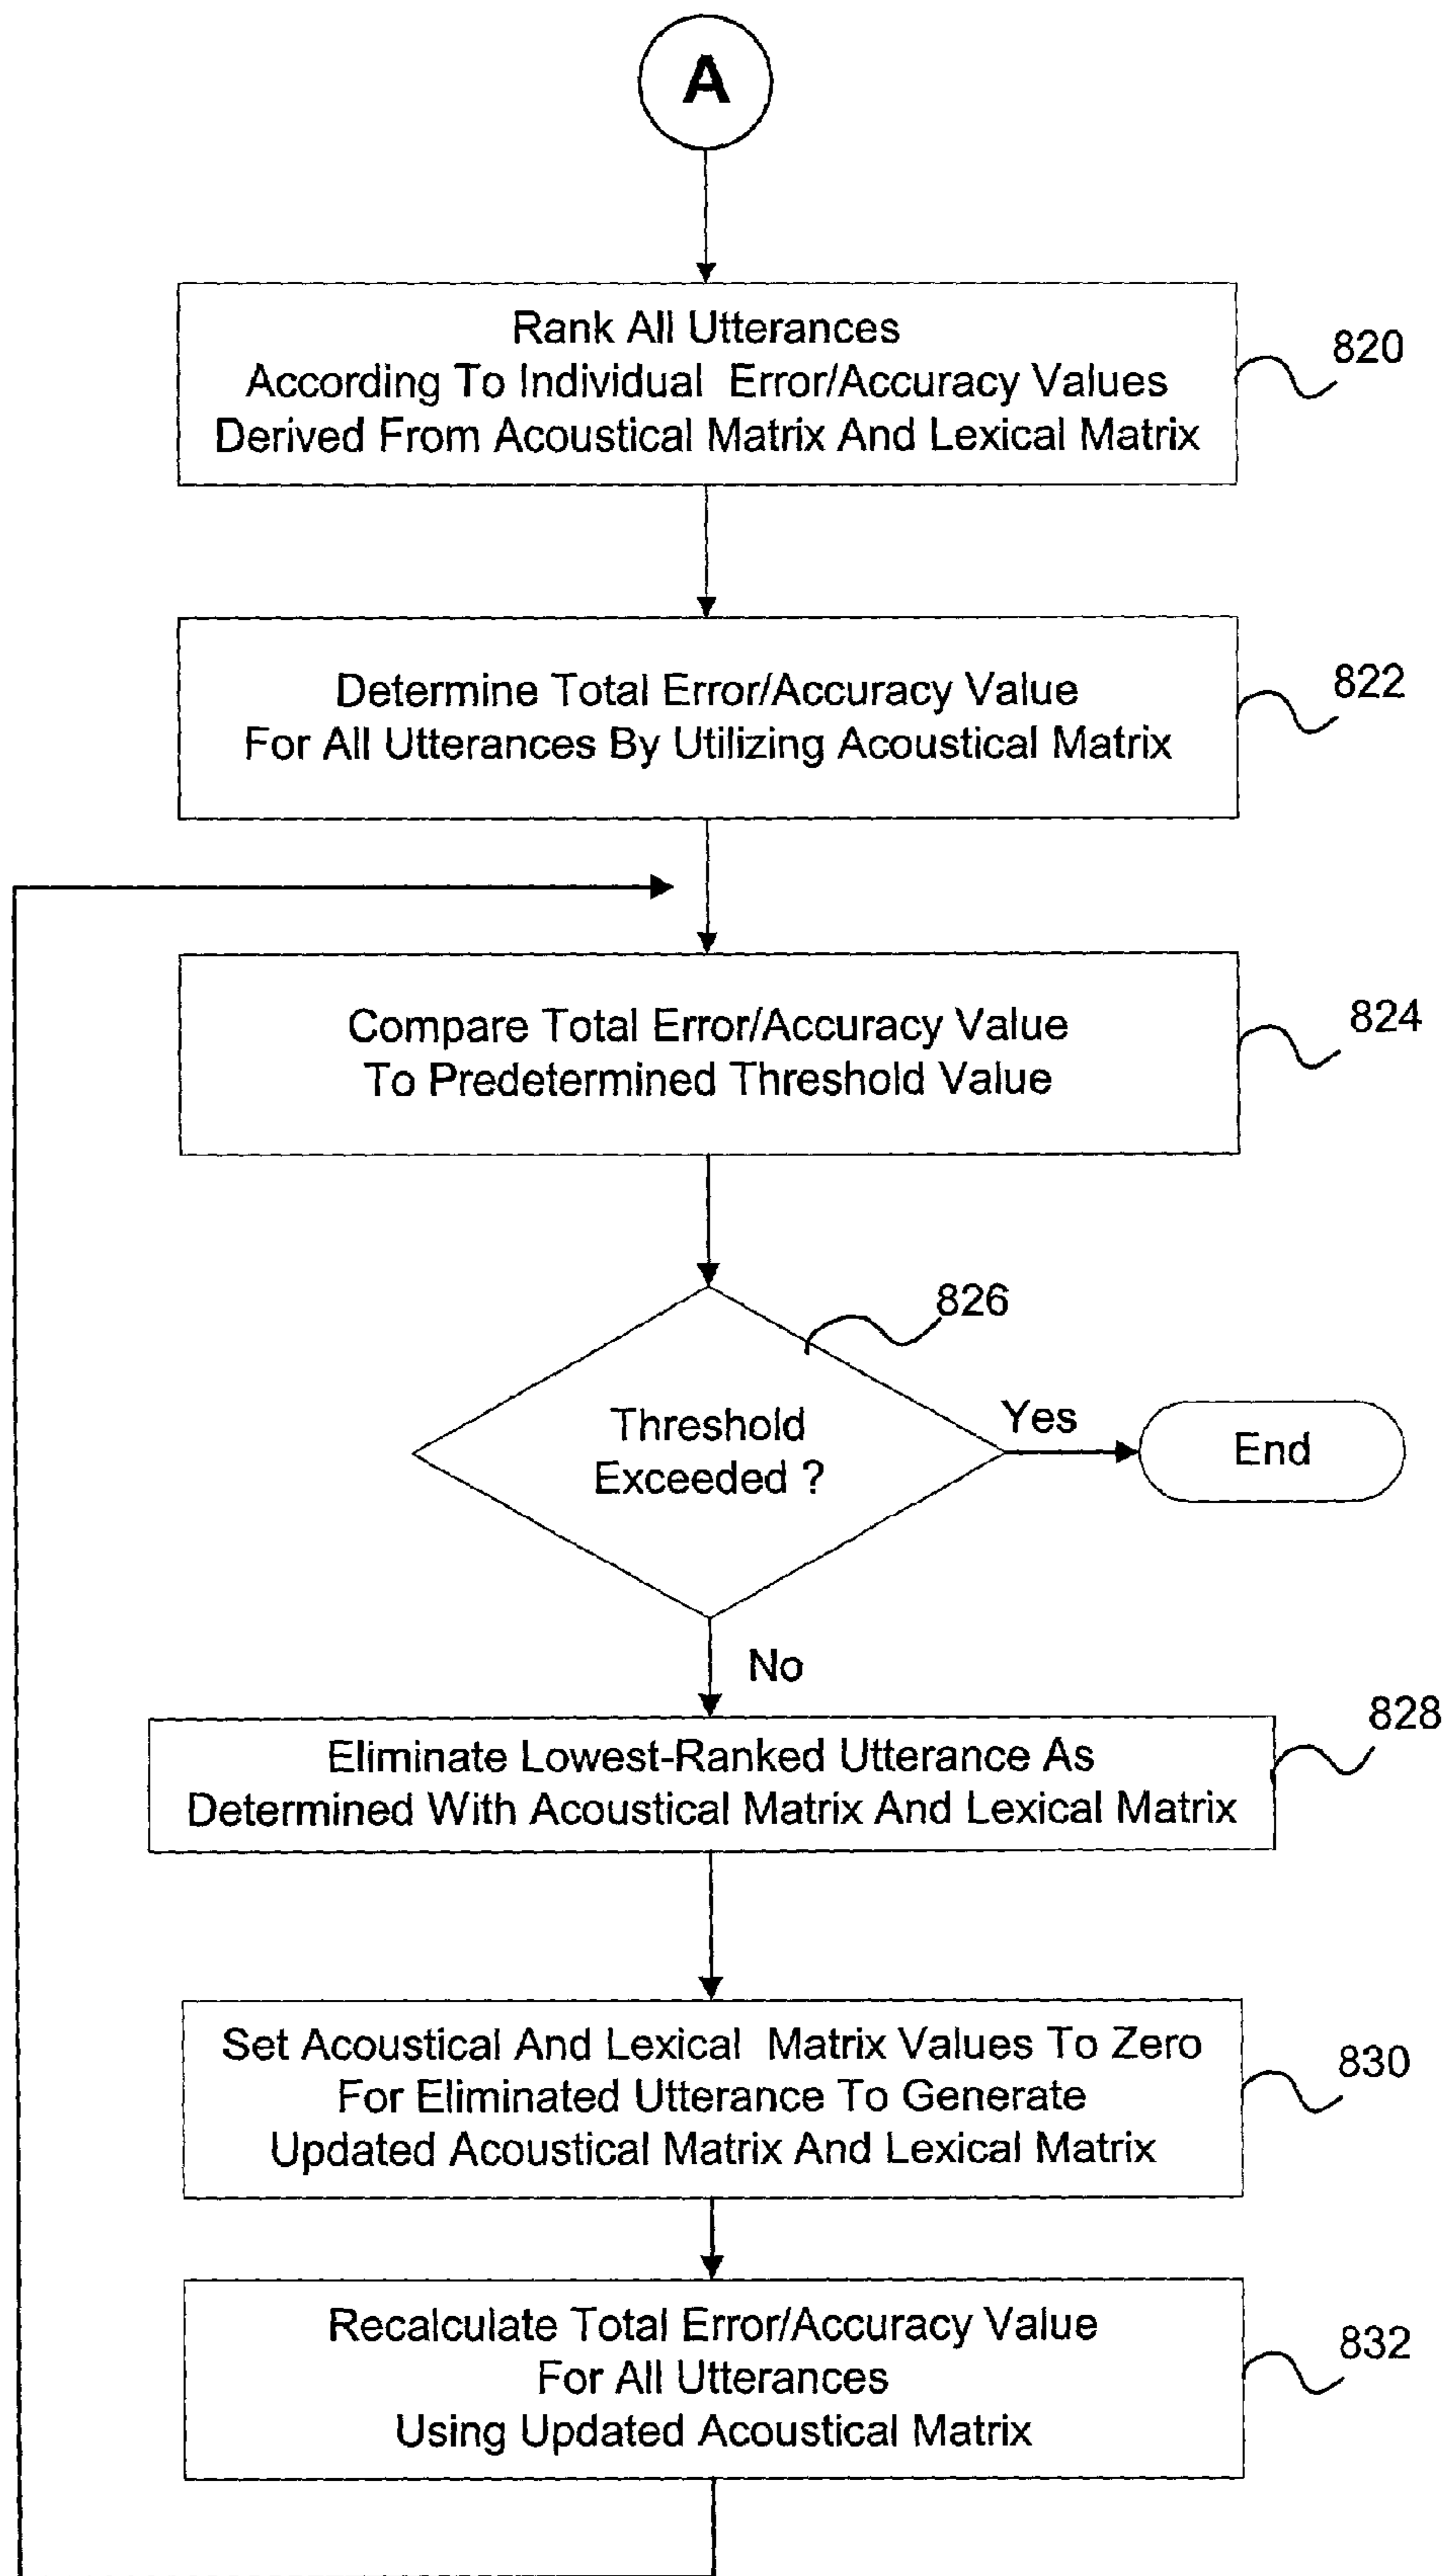 A
Rank All Utterances
According To Individual Error/Accuracy Values
Derived From Acoustical Matrix And Lexical Matrix
820
Determine Total Error/Accuracy Value
For All Utterances By Utilizing Acoustical Matrix
822
Compare Total Error/Accuracy Value
To Predetermined Threshold Value
824
826
Threshold
Exceeded ?
Yes
End
No
Eliminate Lowest-Ranked Utterance As
Determined With Acoustical Matrix And Lexical Matrix
828
Set Acoustical And Lexical Matrix Values To Zero
For Eliminated Utterance To Generate
Updated Acoustical Matrix And Lexical Matrix
830
Recalculate Total Error/Accuracy Value
For All Utterances
Using Updated Acoustical Matrix
832